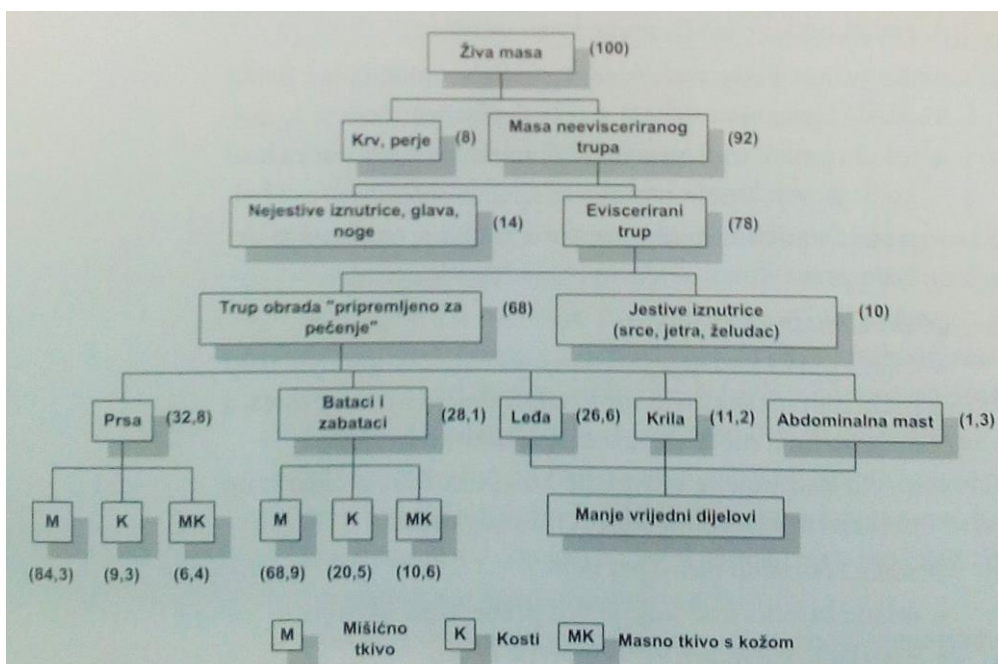 Živa masa (100)
Krv, perje (8)
Masa neevisceriranog
trupa (92)
Nejestive iznutrice, glava,
noge (14)
Eviscerirani
trup (78)
Trup obrada "pripremljeno za
pečenje" (68)
Jestive iznutrice
(srce, jetra, želudac) (10)
Prsa (32,8)
Bataci i
zabataci (28,1)
Leđa (26,6)
Krila (11,2)
Abdominalna mast (1,3)
M K MK
(84,3) (9,3) (6,4)
M K MK
(68,9) (20,5) (10,6)
Manje vrijedni dijelovi
M Mišićno
tkivo
K Kosti
MK Masno tkivo s kožom